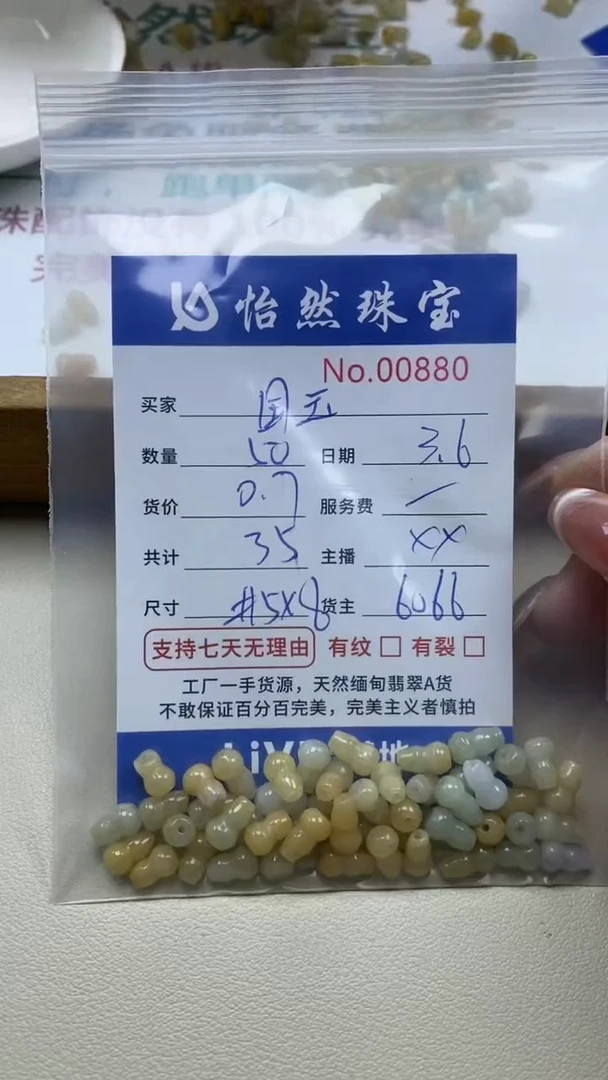 怡然珠宝
No.00880
买家 国玉
数量 50 日期 3.6
货价 0.7 服务费 —
共计 35 主播 XX
尺寸 #5X8 货主 6066
支持七天无理由 有纹 □ 有裂 □
工厂一手货源，天然缅甸翡翠A货
不敢保证百分百完美，完美主义者慎拍